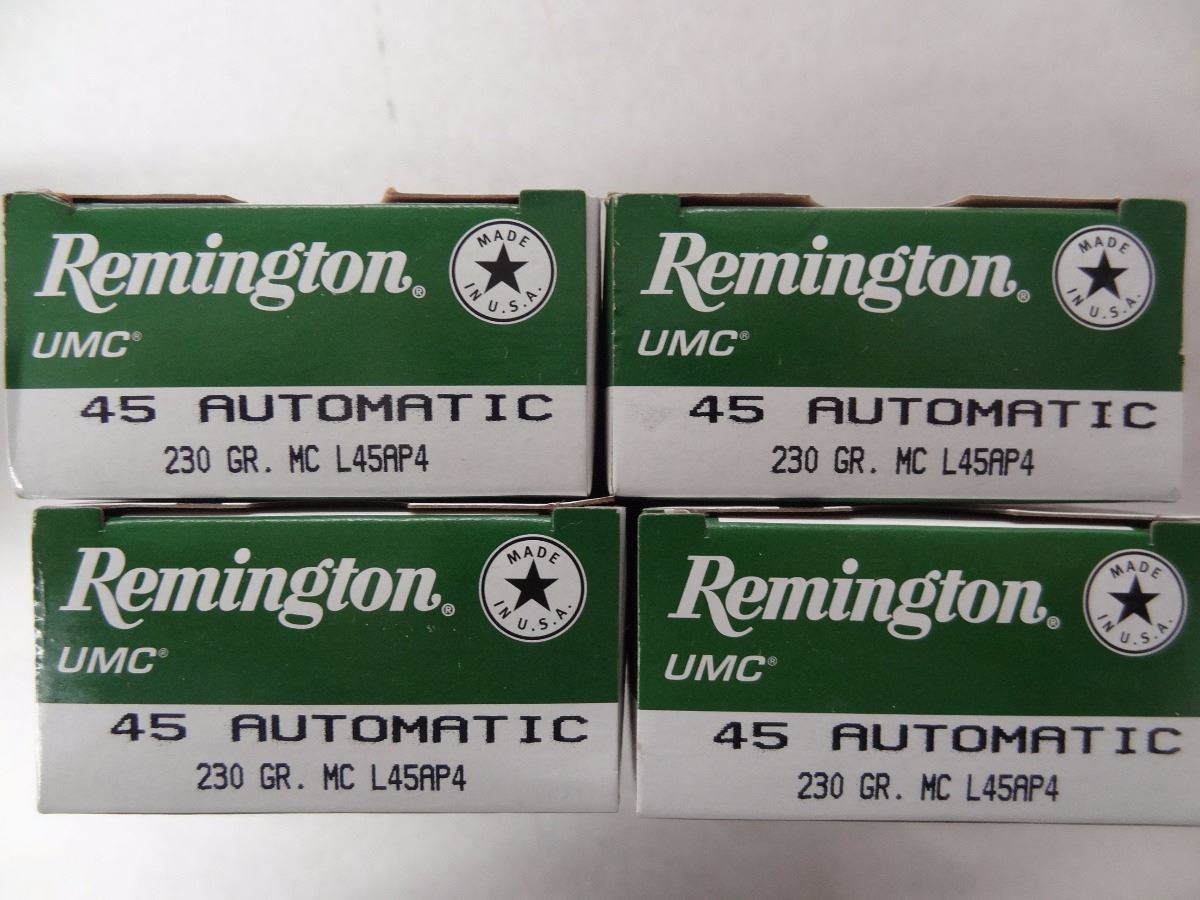 Remington®
MADE
IN U.S.A.
UMC®
45 AUTOMATIC
230 GR. MC L45AP4
Remington®
MADE
IN U.S.A.
UMC®
45 AUTOMATIC
230 GR. MC L45AP4
Remington®
MADE
IN U.S.A.
UMC®
45 AUTOMATIC
230 GR. MC L45AP4
Remington®
MADE
IN U.S.A.
UMC®
45 AUTOMATIC
230 GR. MC L45AP4